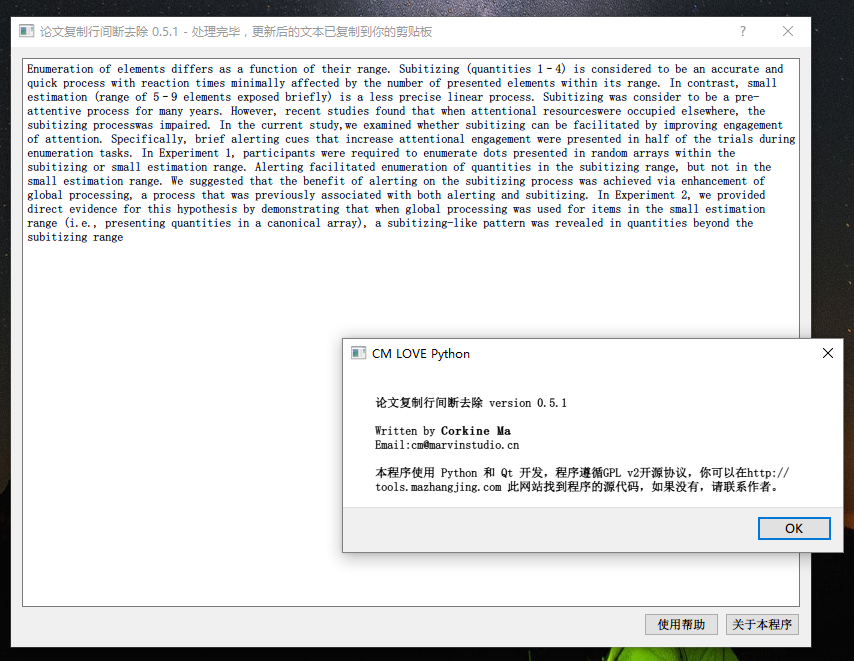 论文复制行间断去除 0.5.1 - 处理完毕，更新后的文本已复制到你的剪贴板
Enumeration of elements differs as a function of their range. Subitizing (quantities 1–4) is considered to be an accurate and
quick process with reaction times minimally affected by the number of presented elements within its range. In contrast, small
estimation (range of 5–9 elements exposed briefly) is a less precise linear process. Subitizing was consider to be a pre-
attentive process for many years. However, recent studies found that when attentional resourceswere occupied elsewhere, the
subitizing processwas impaired. In the current study,we examined whether subitizing can be facilitated by improving engagement
of attention. Specifically, brief alerting cues that increase attentional engagement were presented in half of the trials during
enumeration tasks. In Experiment 1, participants were required to enumerate dots presented in random arrays within the
subitizing or small estimation range. Alerting facilitated enumeration of quantities in the subitizing range, but not in the
small estimation range. We suggested that the benefit of alerting on the subitizing process was achieved via enhancement of
global processing, a process that was previously associated with both alerting and subitizing. In Experiment 2, we provided
direct evidence for this hypothesis by demonstrating that when global processing was used for items in the small estimation
range (i.e., presenting quantities in a canonical array), a subitizing-like pattern was revealed in quantities beyond the
subitizing range
CM LOVE Python
论文复制行间断去除 version 0.5.1
Written by Corkine Ma
Email:cm@marvinstudio.cn
本程序使用 Python 和 Qt 开发，程序遵循GPL v2开源协议，你可以在http://
tools.mazhangjing.com 此网站找到程序的源代码，如果没有，请联系作者。
OK
使用帮助
关于本程序